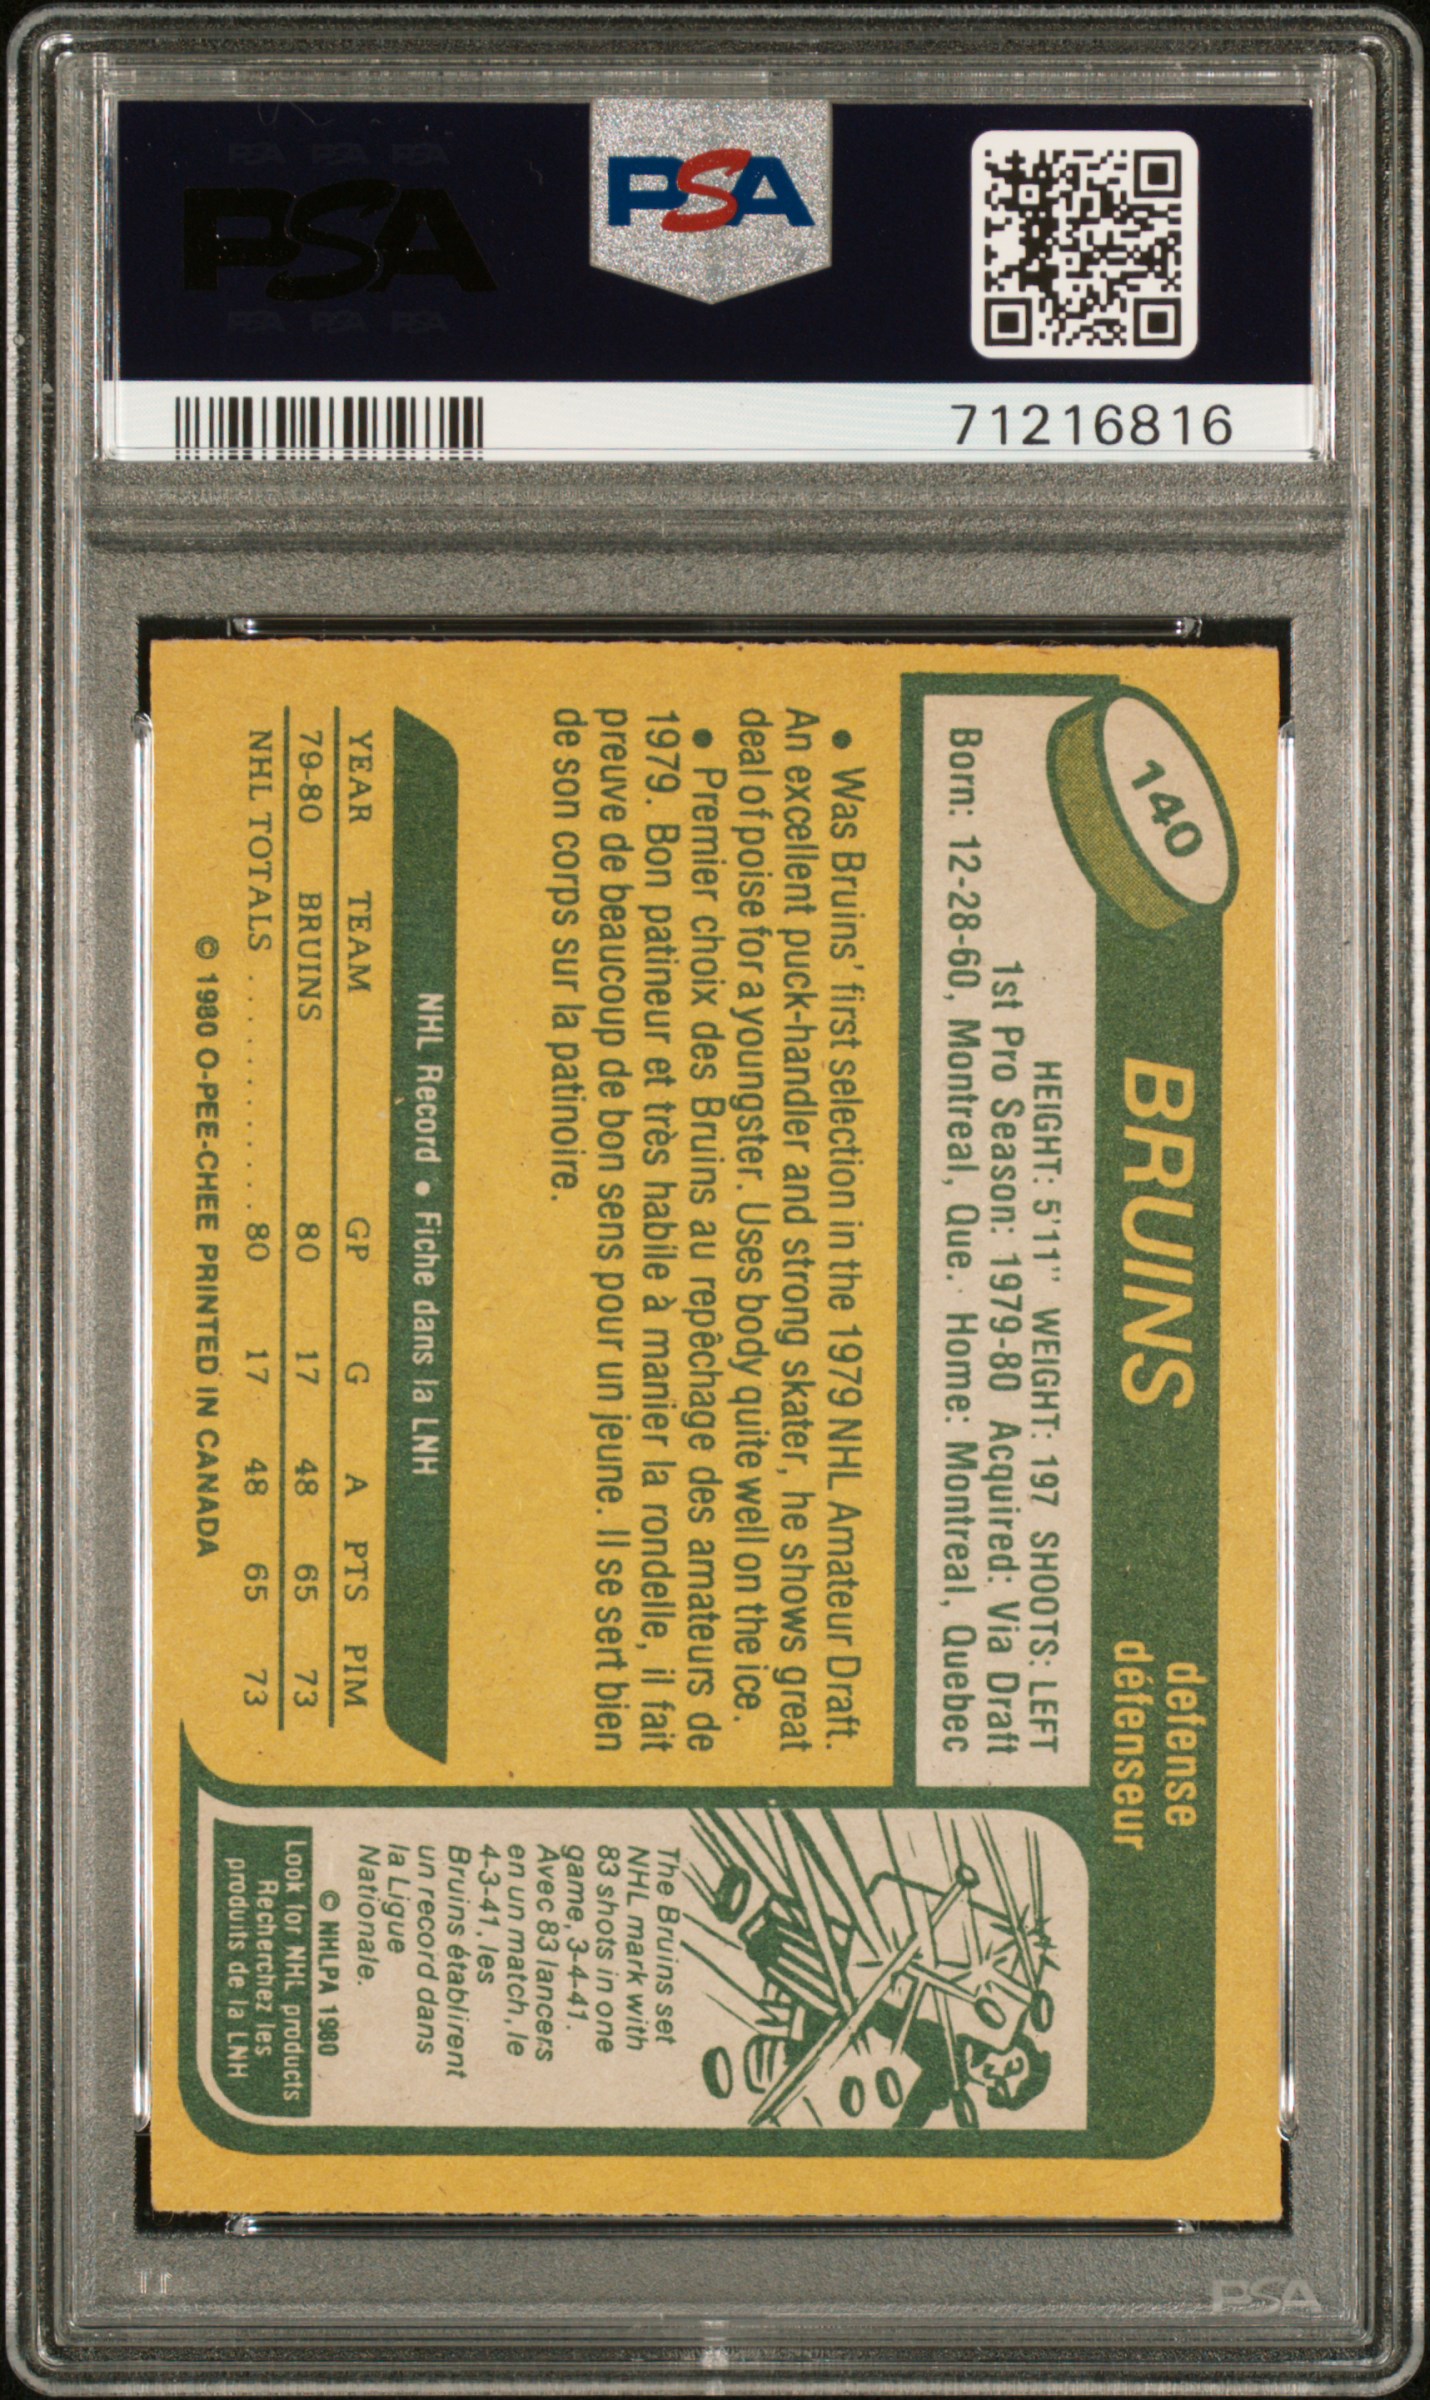 PSA PSA PSA
PSA
PSA PSA PSA
PSA
71216816
140
BRUINS
defense
défenseur
HEIGHT: 5'11" WEIGHT: 197 SHOOTS: LEFT
1st Pro Season: 1979-80 Acquired: Via Draft
Born: 12-28-60, Montreal, Que. Home: Montreal, Quebec
• Was Bruins' first selection in the 1979 NHL Amateur Draft.
An excellent puck-handler and strong skater, he shows great
deal of poise for a youngster. Uses body quite well on the ice.
• Premier choix des Bruins au repêchage des amateurs de
1979. Bon patineur et très habile à manier la rondelle, il fait
preuve de beaucoup de bon sens pour un jeune. Il se sert bien
de son corps sur la patinoire.
NHL Record • Fiche dans la LNH
YEAR TEAM GP G A PTS PIM
79-80 BRUINS 80 17 48 65 73
NHL TOTALS .......... 80 17 48 65 73
© 1980 O-PEE-CHEE PRINTED IN CANADA
The Bruins set
NHL mark with
83 shots in one
game, 3-4-41.
Avec 83 lancers
en un match, le
4-3-41, les
Bruins établirent
un record dans
la Ligue
Nationale.
© NHLPA 1980
Look for NHL products
Recherchez les
produits de la LNH
PSA